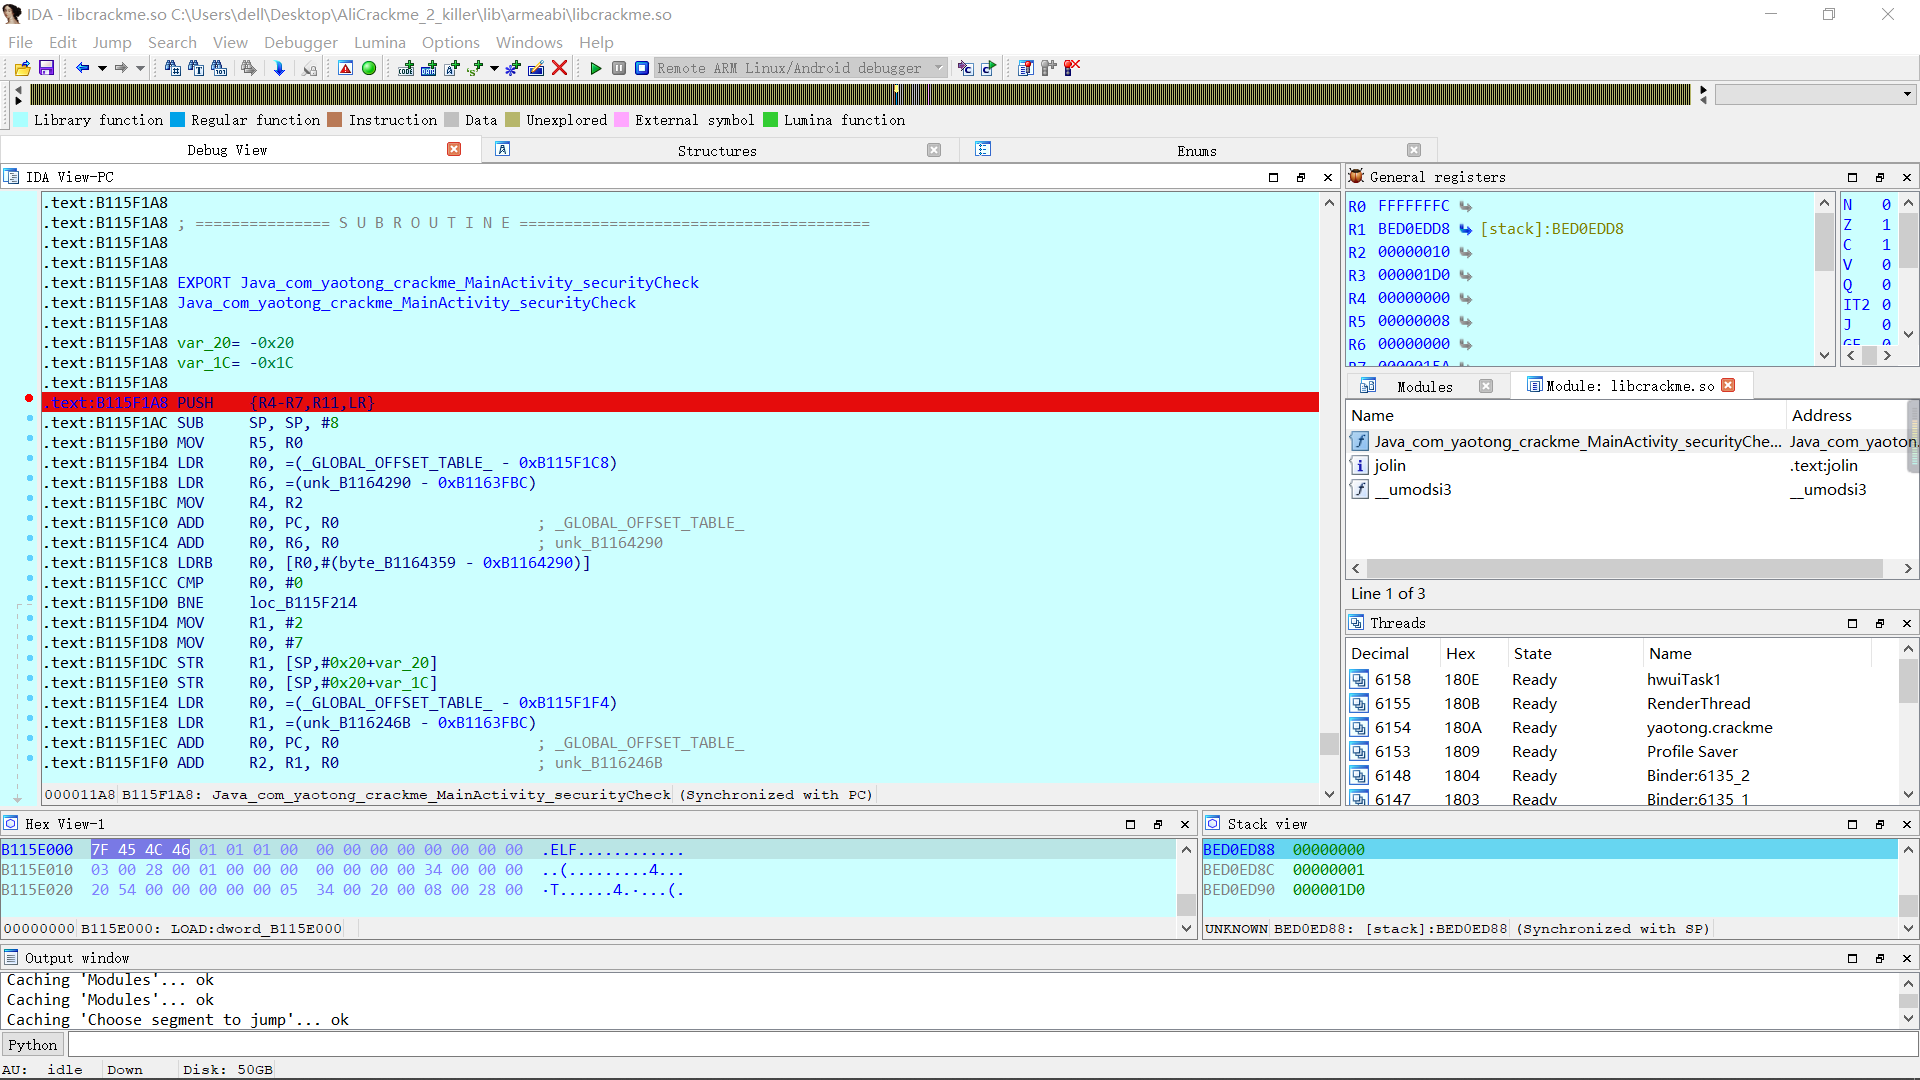 IDA - libcrackme.so C:\Users\dell\Desktop\AliCrackme_2_killer\lib\armeabi\libcrackme.so
File Edit Jump Search View Debugger Lumina Options Windows Help
Remote ARM Linux/Android debugger
Library function Regular function Instruction Data Unexplored External symbol Lumina function
Debug View Structures Enums
IDA View-PC
.text:B115F1A8
.text:B115F1A8 ; =============== S U B R O U T I N E =======================================
.text:B115F1A8
.text:B115F1A8
.text:B115F1A8 EXPORT Java_com_yaotong_crackme_MainActivity_securityCheck
.text:B115F1A8 Java_com_yaotong_crackme_MainActivity_securityCheck
.text:B115F1A8
.text:B115F1A8 var_20= -0x20
.text:B115F1A8 var_1C= -0x1C
.text:B115F1A8
.text:B115F1A8 PUSH {R4-R7,R11,LR}
.text:B115F1AC SUB SP, SP, #8
.text:B115F1B0 MOV R5, R0
.text:B115F1B4 LDR R0, =(_GLOBAL_OFFSET_TABLE_ - 0xB115F1C8)
.text:B115F1B8 LDR R6, =(unk_B1164290 - 0xB1163FBC)
.text:B115F1BC MOV R4, R2
.text:B115F1C0 ADD R0, PC, R0 ; _GLOBAL_OFFSET_TABLE_
.text:B115F1C4 ADD R0, R6, R0 ; unk_B1164290
.text:B115F1C8 LDRB R0, [R0,#(byte_B1164359 - 0xB1164290)]
.text:B115F1CC CMP R0, #0
.text:B115F1D0 BNE loc_B115F214
.text:B115F1D4 MOV R1, #2
.text:B115F1D8 MOV R0, #7
.text:B115F1DC STR R1, [SP,#0x20+var_20]
.text:B115F1E0 STR R0, [SP,#0x20+var_1C]
.text:B115F1E4 LDR R0, =(_GLOBAL_OFFSET_TABLE_ - 0xB115F1F4)
.text:B115F1E8 LDR R1, =(unk_B116246B - 0xB1163FBC)
.text:B115F1EC ADD R0, PC, R0 ; _GLOBAL_OFFSET_TABLE_
.text:B115F1F0 ADD R2, R1, R0 ; unk_B116246B
000011A8 B115F1A8: Java_com_yaotong_crackme_MainActivity_securityCheck (Synchronized with PC)
General registers
R0 FFFFFFFC
R1 BED0EDD8 [stack]:BED0EDD8
R2 00000010
R3 000001D0
R4 00000000
R5 00000008
R6 00000000
N 0
Z 1
C 1
V 0
Q 0
IT2 0
J 0
Modules Module: libcrackme.so
Name Address
Java_com_yaotong_crackme_MainActivity_securityChe... Java_com_yaoton
jolin .text:jolin
__umodsi3 __umodsi3
Line 1 of 3
Threads
Decimal Hex State Name
6158 180E Ready hwuiTask1
6155 180B Ready RenderThread
6154 180A Ready yaotong.crackme
6153 1809 Ready Profile Saver
6148 1804 Ready Binder:6135_2
6147 1803 Ready Binder:6135_1
Hex View-1
B115E000 7F 45 4C 46 01 01 01 00 00 00 00 00 00 00 00 00 .ELF............
B115E010 03 00 28 00 01 00 00 00 00 00 00 00 34 00 00 00 ..(.........4...
B115E020 20 54 00 00 00 00 00 05 34 00 20 00 08 00 28 00 ·T......4.·...(.
00000000 B115E000: LOAD:dword_B115E000
Stack view
BED0ED88 00000000
BED0ED8C 00000001
BED0ED90 000001D0
UNKNOWN BED0ED88: [stack]:BED0ED88 (Synchronized with SP)
Output window
Caching 'Modules'... ok
Caching 'Modules'... ok
Caching 'Choose segment to jump'... ok
Python
AU: idle Down Disk: 50GB